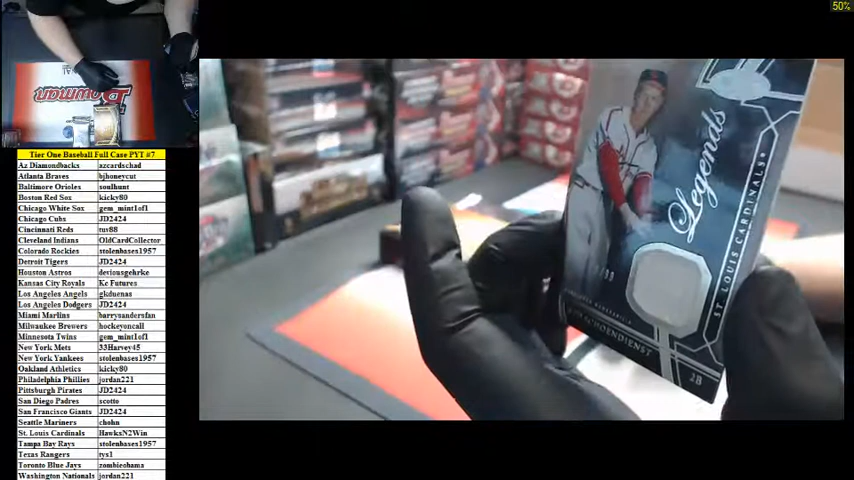 50%
Bowman
Tier One Baseball Full Case PYT #7
Az Diamondbacks azcardschad
Atlanta Braves bjhoneycut
Baltimore Orioles soulhunt
Boston Red Sox kicky80
Chicago White Sox gem_mint1of1
Chicago Cubs JD2424
Cincinnati Reds tus88
Cleveland Indians OldCardCollector
Colorado Rockies stolenbases1957
Detroit Tigers JD2424
Houston Astros deviousgehrke
Kansas City Royals Kc Futures
Los Angeles Angels gkduenas
Los Angeles Dodgers JD2424
Miami Marlins barrysandersfan
Milwaukee Brewers hockeyoncall
Minnesota Twins gem_mint1of1
New York Mets 33Harvey45
New York Yankees stolenbases1957
Oakland Athletics kicky80
Philadelphia Phillies jordan221
Pittsburgh Pirates JD2424
San Diego Padres scotto
San Francisco Giants JD2424
Seattle Mariners chohn
St. Louis Cardinals HawksN2Win
Tampa Bay Rays stolenbases1957
Texas Rangers tys1
Toronto Blue Jays zombieobama
Washington Nationals jordan221
Legends
ST. LOUIS CARDINALS
SCHOENDIENST
2B